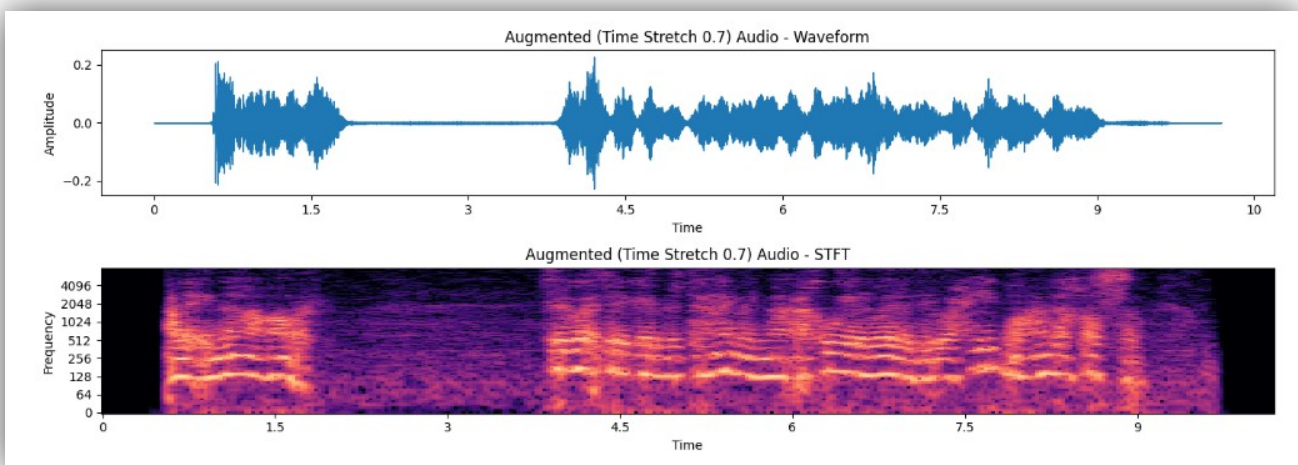 Augmented (Time Stretch 0.7) Audio - Waveform
0.2
0.0
−0.2
Amplitude
0 1.5 3 4.5 6 7.5 9 10
Time
Augmented (Time Stretch 0.7) Audio - STFT
4096
2048
1024
512
256
128
64
0
Frequency
0 1.5 3 4.5 6 7.5 9
Time